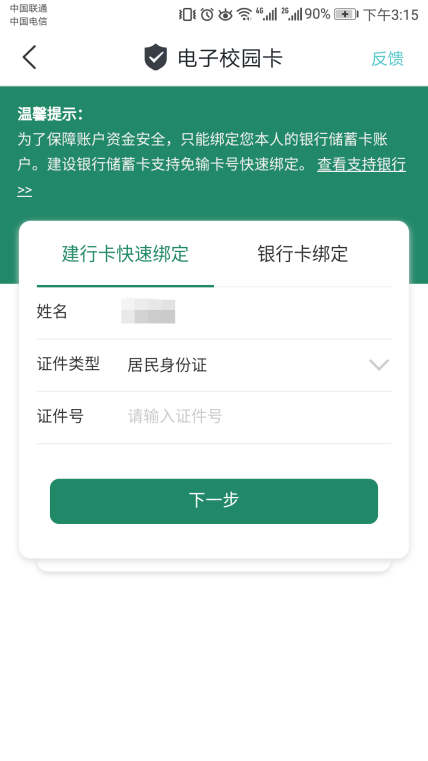 中国联通
中国电信
4G 2G 90% 下午3:15
电子校园卡
反馈
温馨提示：
为了保障账户资金安全，只能绑定您本人的银行储蓄卡账
户。建设银行储蓄卡支持免输卡号快速绑定。 查看支持银行
>>
建行卡快速绑定 银行卡绑定
姓名
证件类型 居民身份证
证件号 请输入证件号
下一步